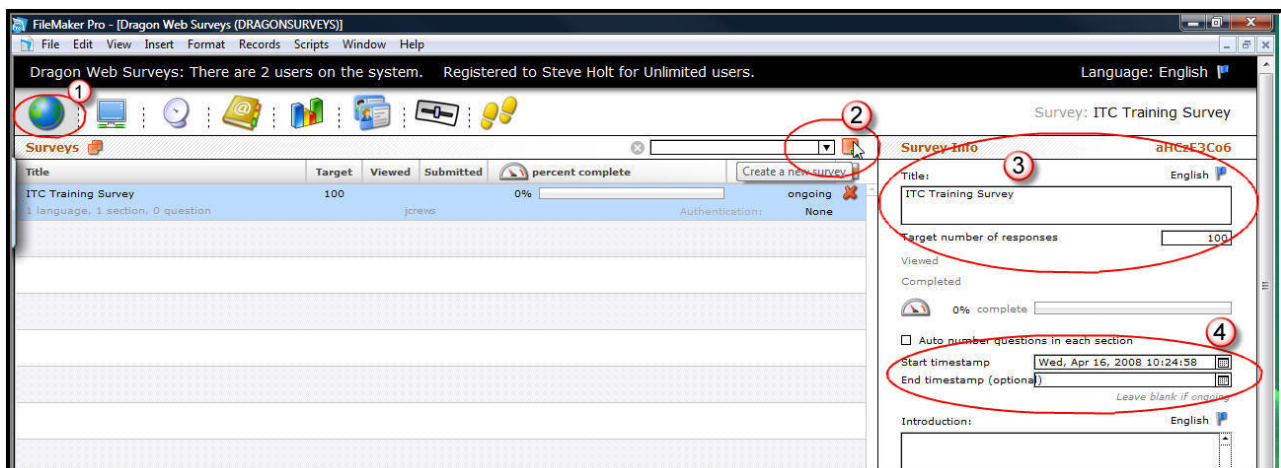 FileMaker Pro - [Dragon Web Surveys (DRAGONSURVEYS)]
File Edit View Insert Format Records Scripts Window Help
Dragon Web Surveys: There are 2 users on the system. Registered to Steve Holt for Unlimited users. Language: English
1
2
Survey: ITC Training Survey
Surveys
Survey Info aHCzE3Co6
Title Target Viewed Submitted percent complete
Create a new survey
ITC Training Survey 100 0% ongoing
1 language, 1 section, 0 question jcrews Authentication: None
3
Title: English
ITC Training Survey
Target number of responses 100
Viewed
Completed
0% complete
Auto number questions in each section
4
Start timestamp Wed, Apr 16, 2008 10:24:58
End timestamp (optional)
Leave blank if ongoing
Introduction: English